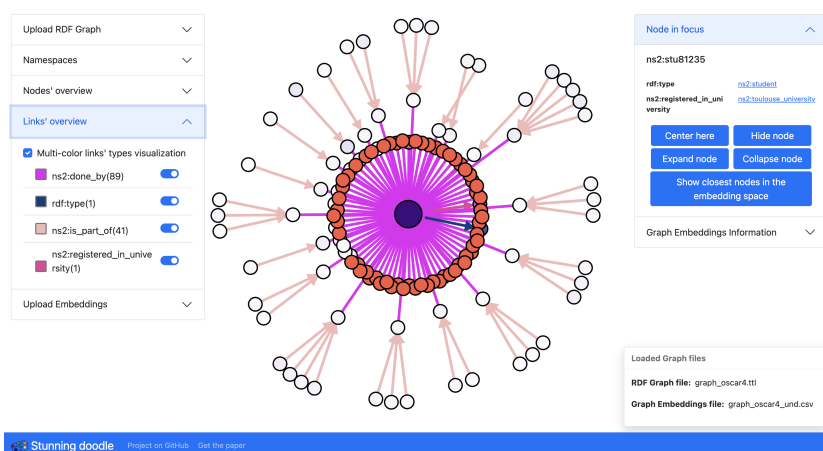 Upload RDF Graph
Namespaces
Nodes' overview
Links' overview
Multi-color links' types visualization
ns2:done_by(89)
rdf:type(1)
ns2:is_part_of(41)
ns2:registered_in_unive
rsity(1)
Upload Embeddings
Node in focus
ns2:stu81235
rdf:type ns2:student
ns2:registered_in_uni ns2:toulouse_university
versity
Center here Hide node
Expand node Collapse node
Show closest nodes in the
embedding space
Graph Embeddings Information
Loaded Graph files
RDF Graph file: graph_oscar4.ttl
Graph Embeddings file: graph_oscar4_und.csv
Stunning doodle Project on GitHub Get the paper